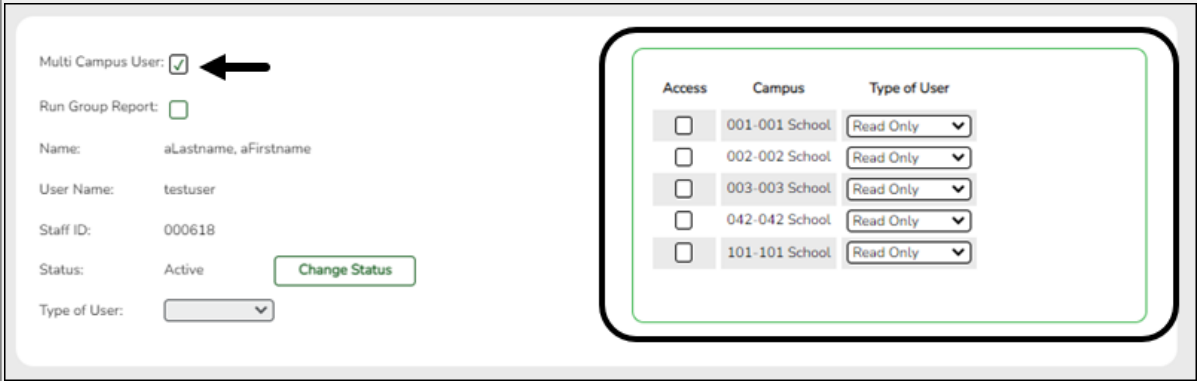 Multi Campus User:
Run Group Report:
Name: aLastname, aFirstname
User Name: testuser
Staff ID: 000618
Status: Active Change Status
Type of User:
Access Campus Type of User
001-001 School Read Only
002-002 School Read Only
003-003 School Read Only
042-042 School Read Only
101-101 School Read Only